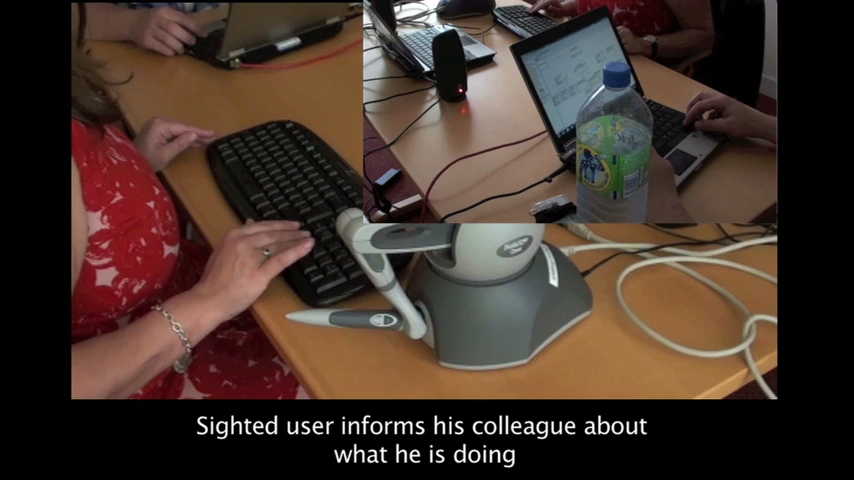 Sighted user informs his colleague about
what he is doing